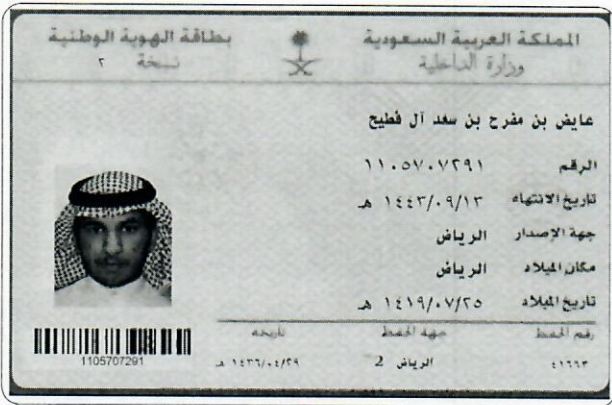 المملكة العربية السعودية
وزارة الداخلية
بطاقة الهوية الوطنية
نسخة ٢
عايض بن مفرح بن سعد آل فطيح
الرقم ١١٠٥٧٠٧٢٩١
تاريخ الانتهاء ١٤٤٣/٠٩/١٣ هـ
جهة الإصدار الرياض
مكان الميلاد الرياض
تاريخ الميلاد ١٤١٩/٠٧/٢٥ هـ
رقم الحفظ جهة الحفظ تاريخه
٤١٦٦٣ الرياض 2 ١٤٣٦/٠٤/٢٩ هـ
1105707291